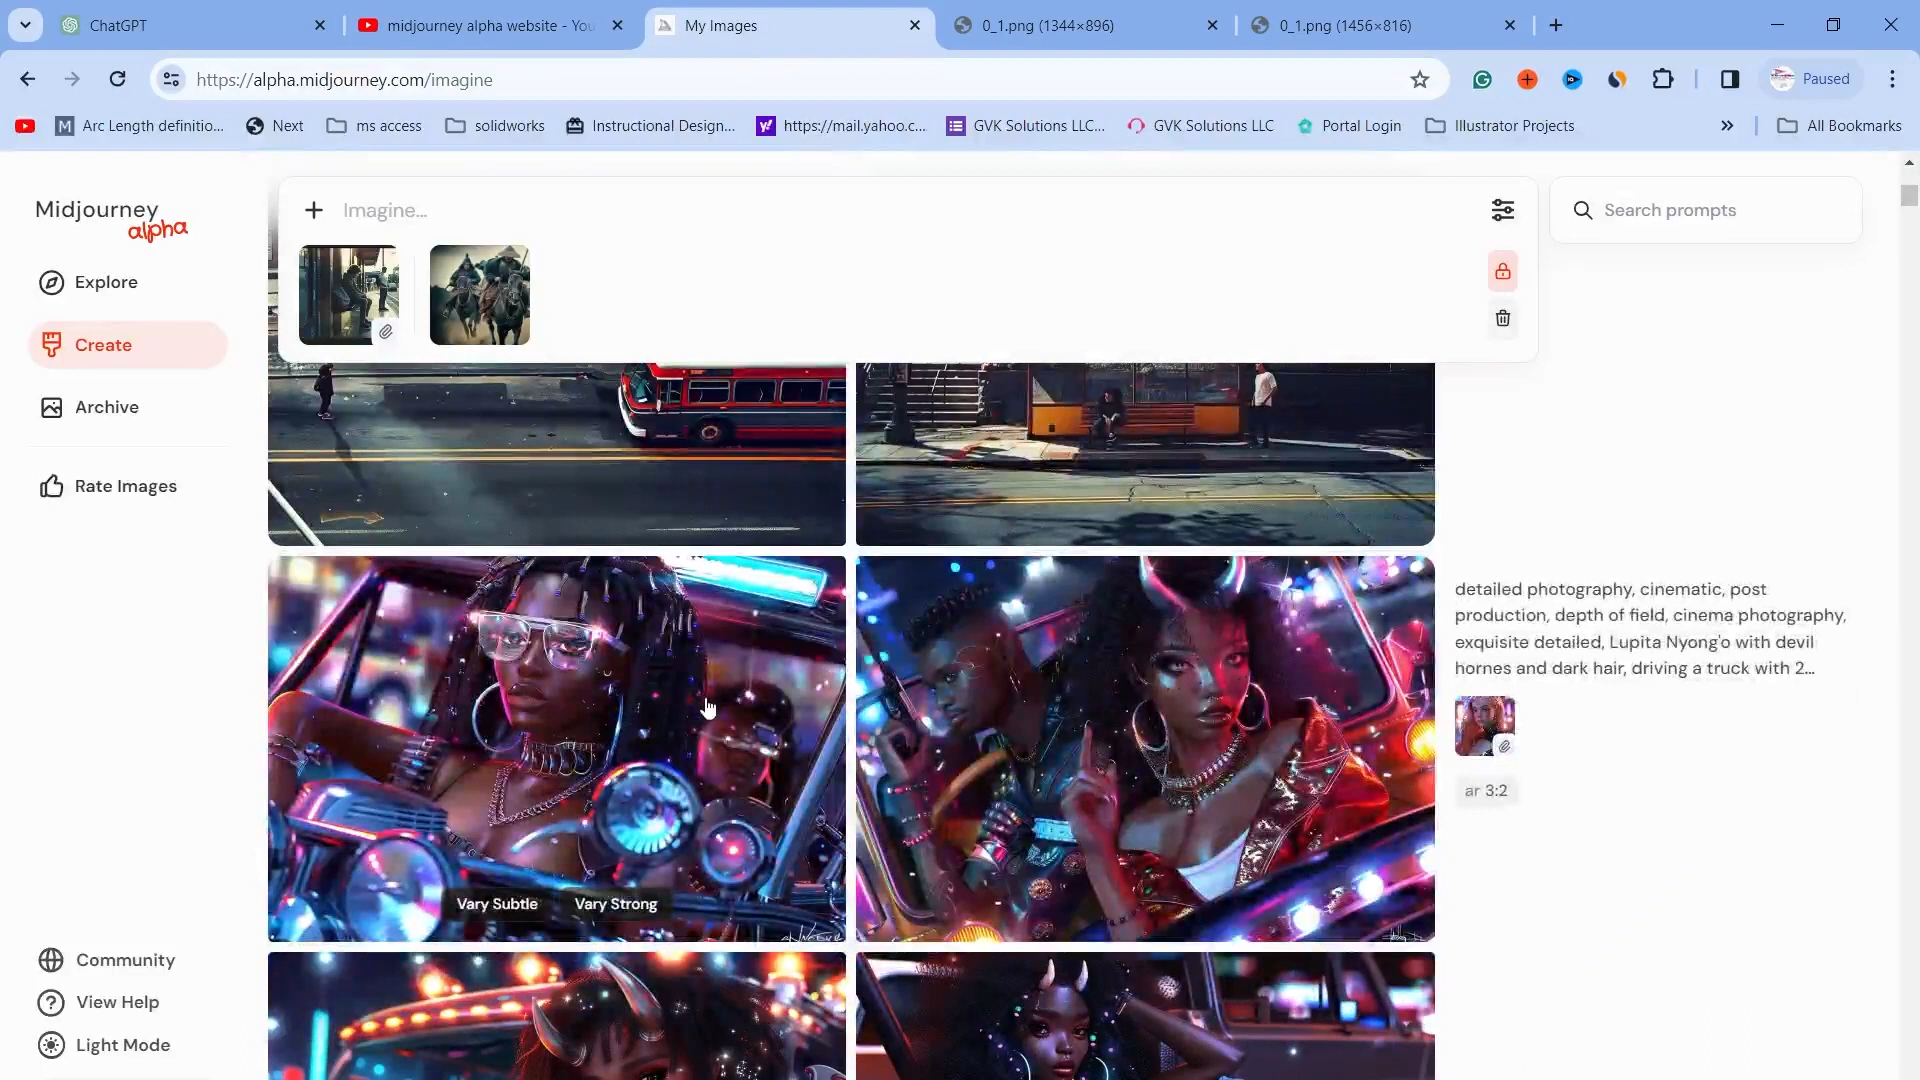 ChatGPT
midjourney alpha website - You
My Images
0_1.png (1344×896)
0_1.png (1456×816)
https://alpha.midjourney.com/imagine
Paused
Arc Length definitio...
Next
ms access
solidworks
Instructional Design...
https://mail.yahoo.c...
GVK Solutions LLC...
GVK Solutions LLC
Portal Login
Illustrator Projects
All Bookmarks
Midjourney
alpha
Imagine...
Search prompts
Explore
Create
Archive
Rate Images
detailed photography, cinematic, post
production, depth of field, cinema photography,
exquisite detailed, Lupita Nyong'o with devil
hornes and dark hair, driving a truck with 2...
ar 3:2
Vary Subtle
Vary Strong
Community
View Help
Light Mode